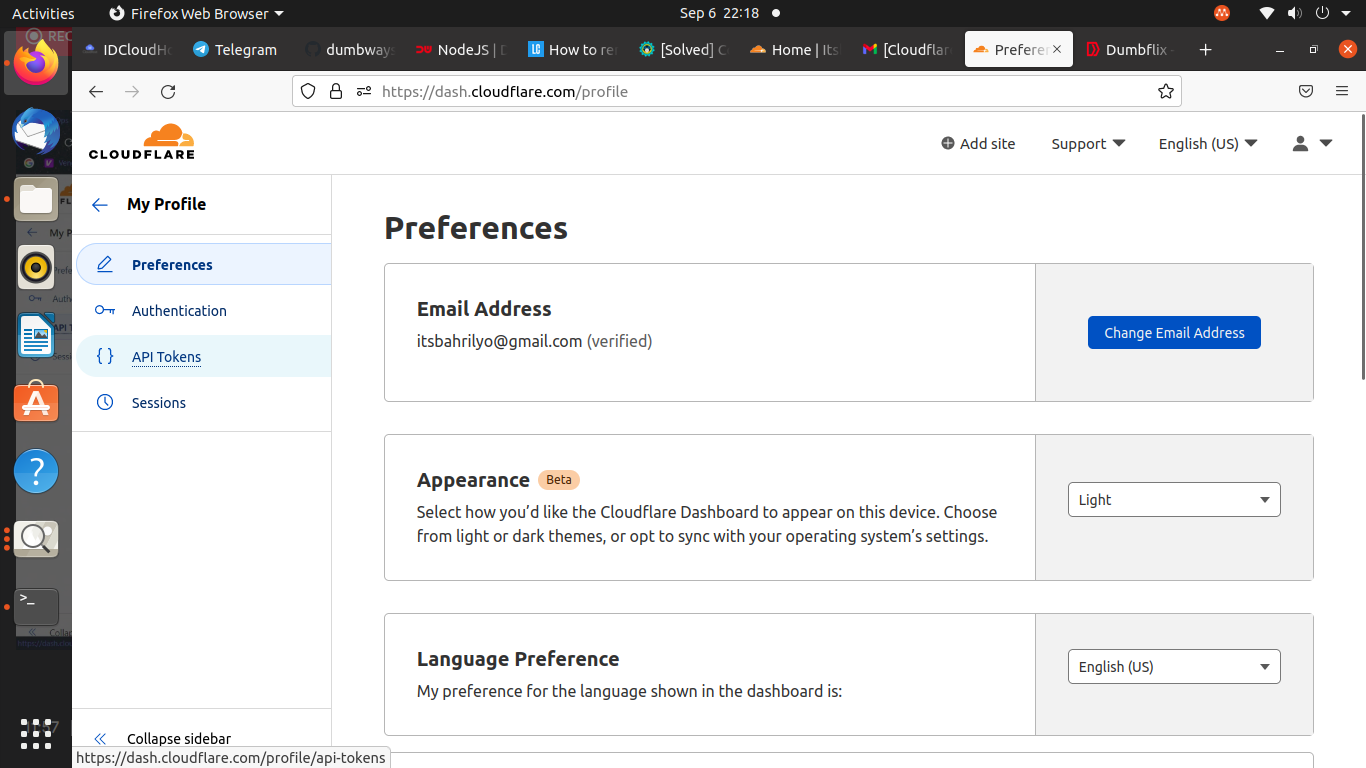 Activities
Firefox Web Browser
Sep 6 22:18
REC
IDCloudHo
Telegram
dumbways
NodeJS | D
How to re
[Solved] C
Home | Its
[Cloudflar
Preferen
Dumbflix -
https://dash.cloudflare.com/profile
CLOUDFLARE
Add site
Support
English (US)
My Profile
Preferences
Authentication
API Tokens
Sessions
Collapse sidebar
https://dash.cloudflare.com/profile/api-tokens
Preferences
Email Address
itsbahrilyo@gmail.com (verified)
Change Email Address
Appearance
Beta
Select how you’d like the Cloudflare Dashboard to appear on this device. Choose
from light or dark themes, or opt to sync with your operating system’s settings.
Light
Language Preference
My preference for the language shown in the dashboard is:
English (US)